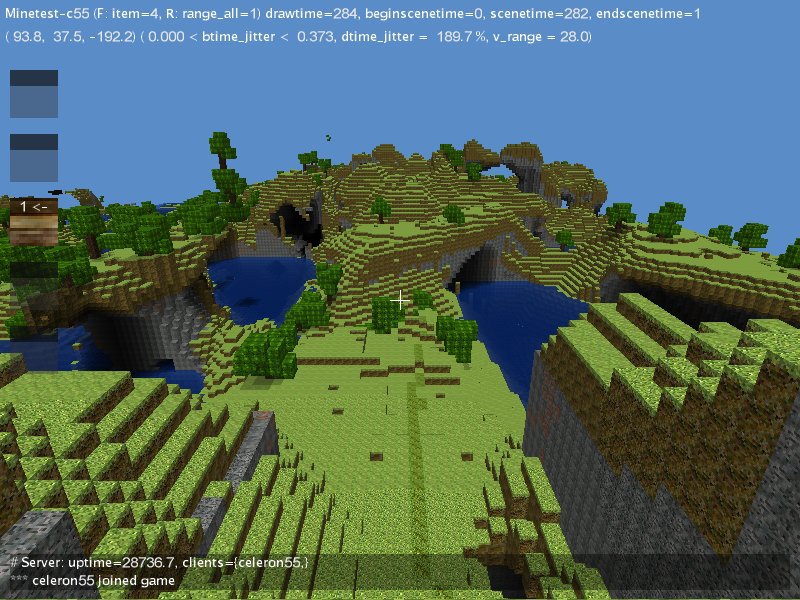 Minetest-c55 (F: item=4, R: range_all=1) drawtime=284, beginscenetime=0, scenetime=282, endscenetime=1
( 93.8,  37.5, -192.2) ( 0.000 < btime_jitter <  0.373, dtime_jitter =  189.7 %, v_range = 28.0)
1 <-
# Server: uptime=28736.7, clients={celeron55,}
*** celeron55 joined game